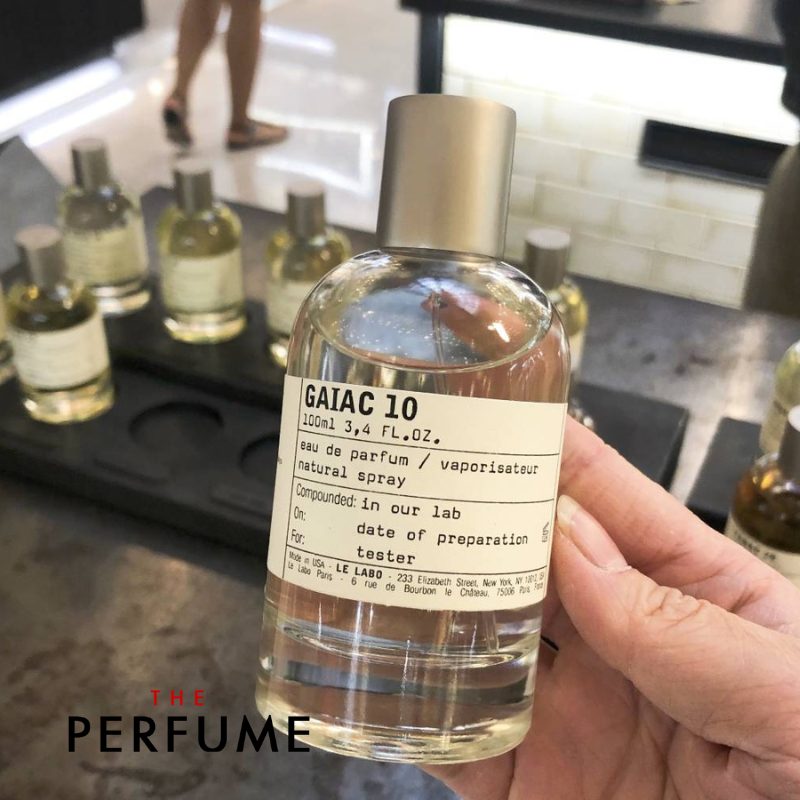 GAIAC 10
100ml 3,4 FL.OZ.
eau de parfum / vaporisateur
natural spray
Compounded: in our lab
On: date of preparation
For: tester
Made in USA - LE LABO - 233 Elizabeth Street, New York, NY 10012, USA
Le Labo Paris - 6 rue de Bourbon le Château, 75006 Paris, France
THE
PERFUME